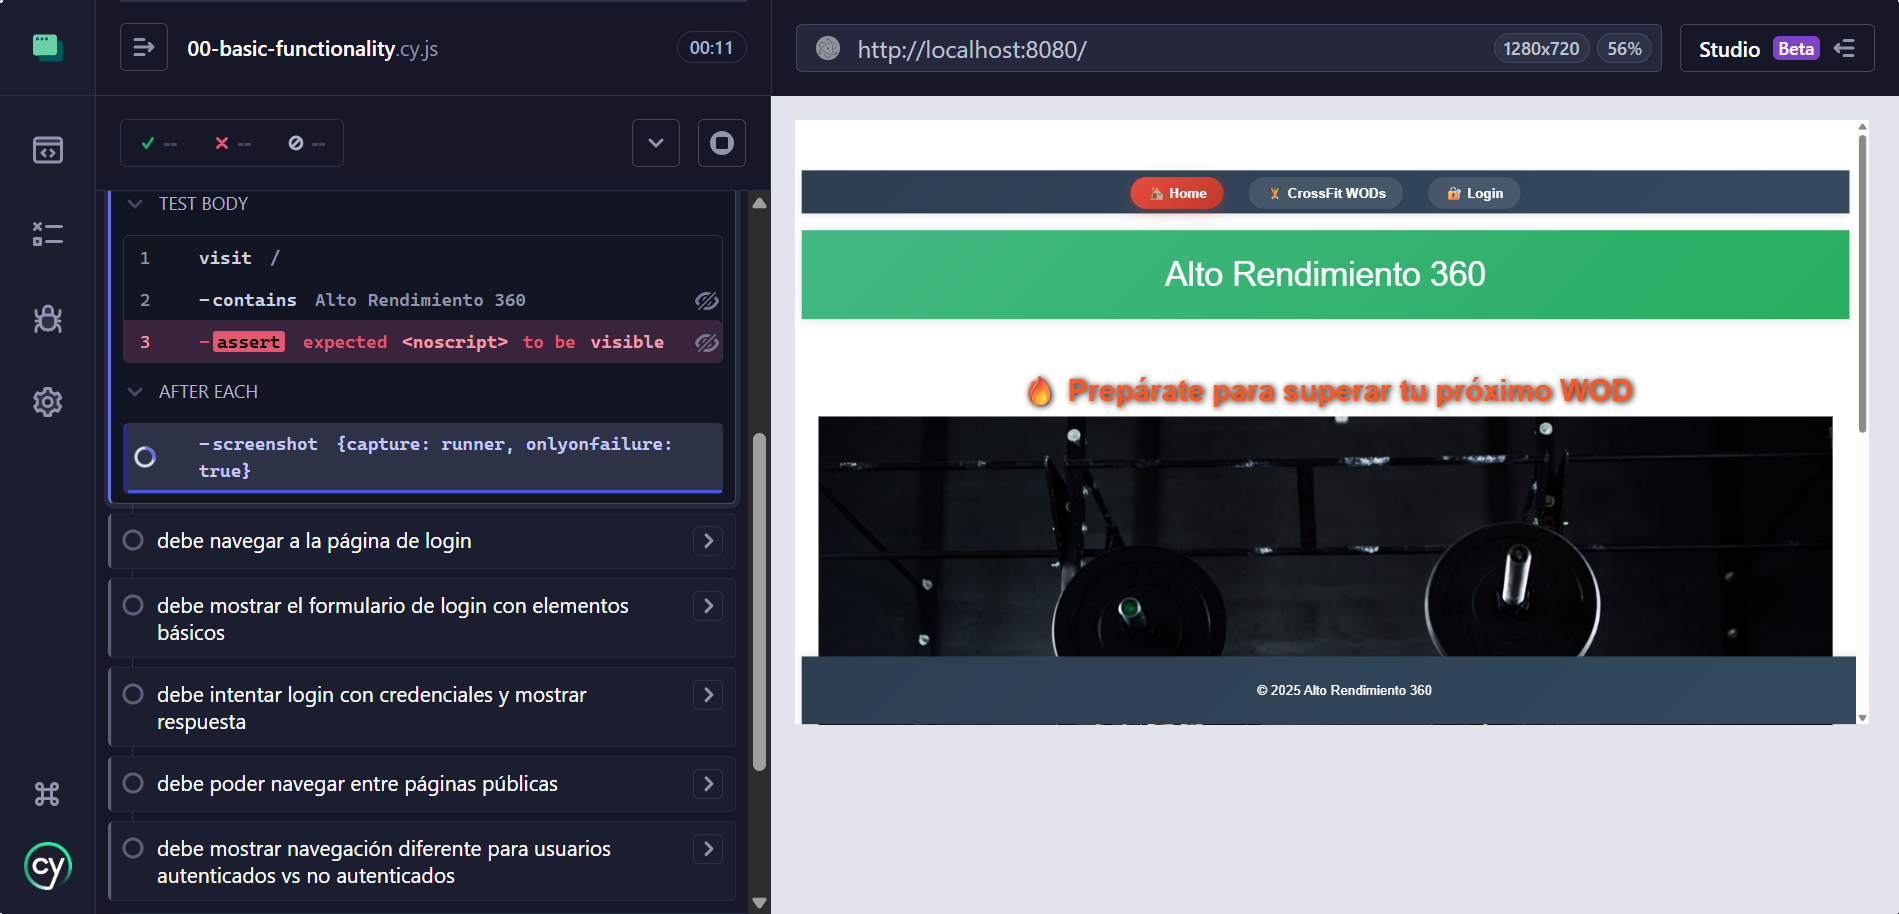 00-basic-functionality.cy.js
00:11
✓ --
✕ --
⊘ --
TEST BODY
1 visit /
2 -contains Alto Rendimiento 360
3 -assert expected <noscript> to be visible
AFTER EACH
-screenshot {capture: runner, onlyonfailure:
true}
debe navegar a la página de login
debe mostrar el formulario de login con elementos
básicos
debe intentar login con credenciales y mostrar
respuesta
debe poder navegar entre páginas públicas
debe mostrar navegación diferente para usuarios
autenticados vs no autenticados
cy
http://localhost:8080/
1280x720
56%
Studio Beta
Home
CrossFit WODs
Login
Alto Rendimiento 360
🔥 Prepárate para superar tu próximo WOD
© 2025 Alto Rendimiento 360